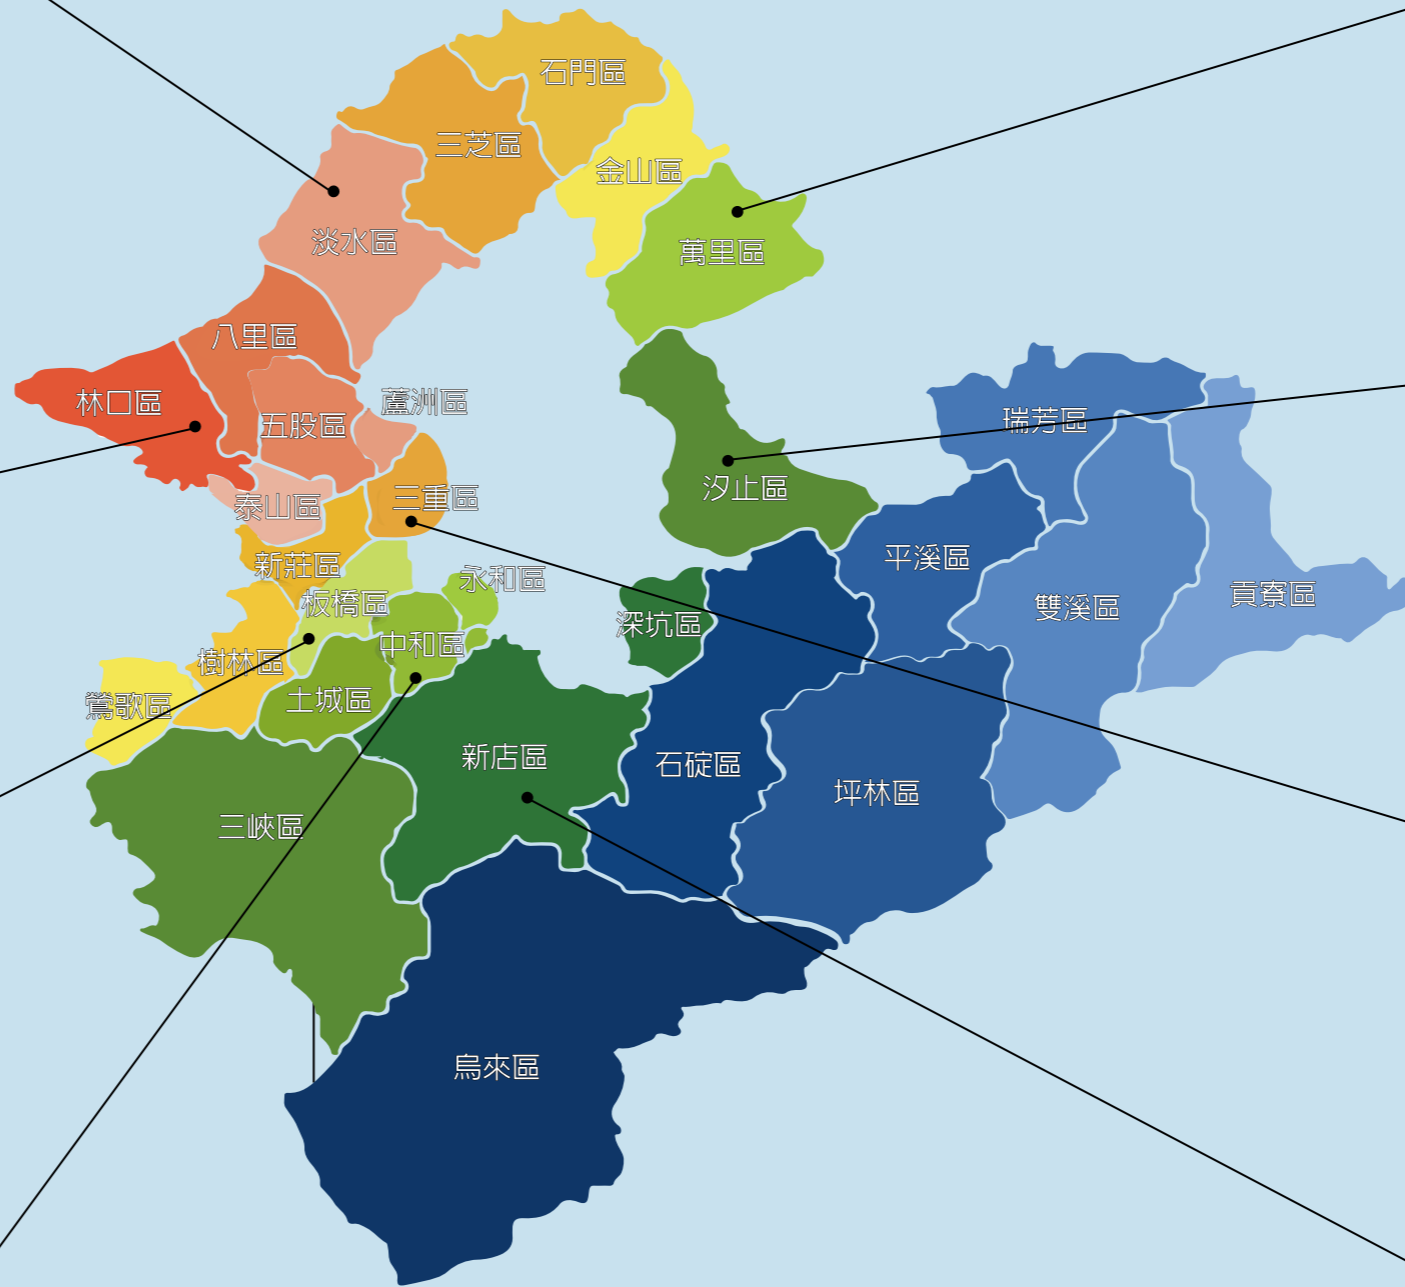 石門區
三芝區
金山區
淡水區
萬里區
八里區
林口區
蘆洲區
五股區
瑞芳區
汐止區
三重區
泰山區
平溪區
新莊區
永和區
貢寮區
板橋區
雙溪區
深坑區
中和區
樹林區
土城區
鶯歌區
新店區
石碇區
坪林區
三峽區
烏來區